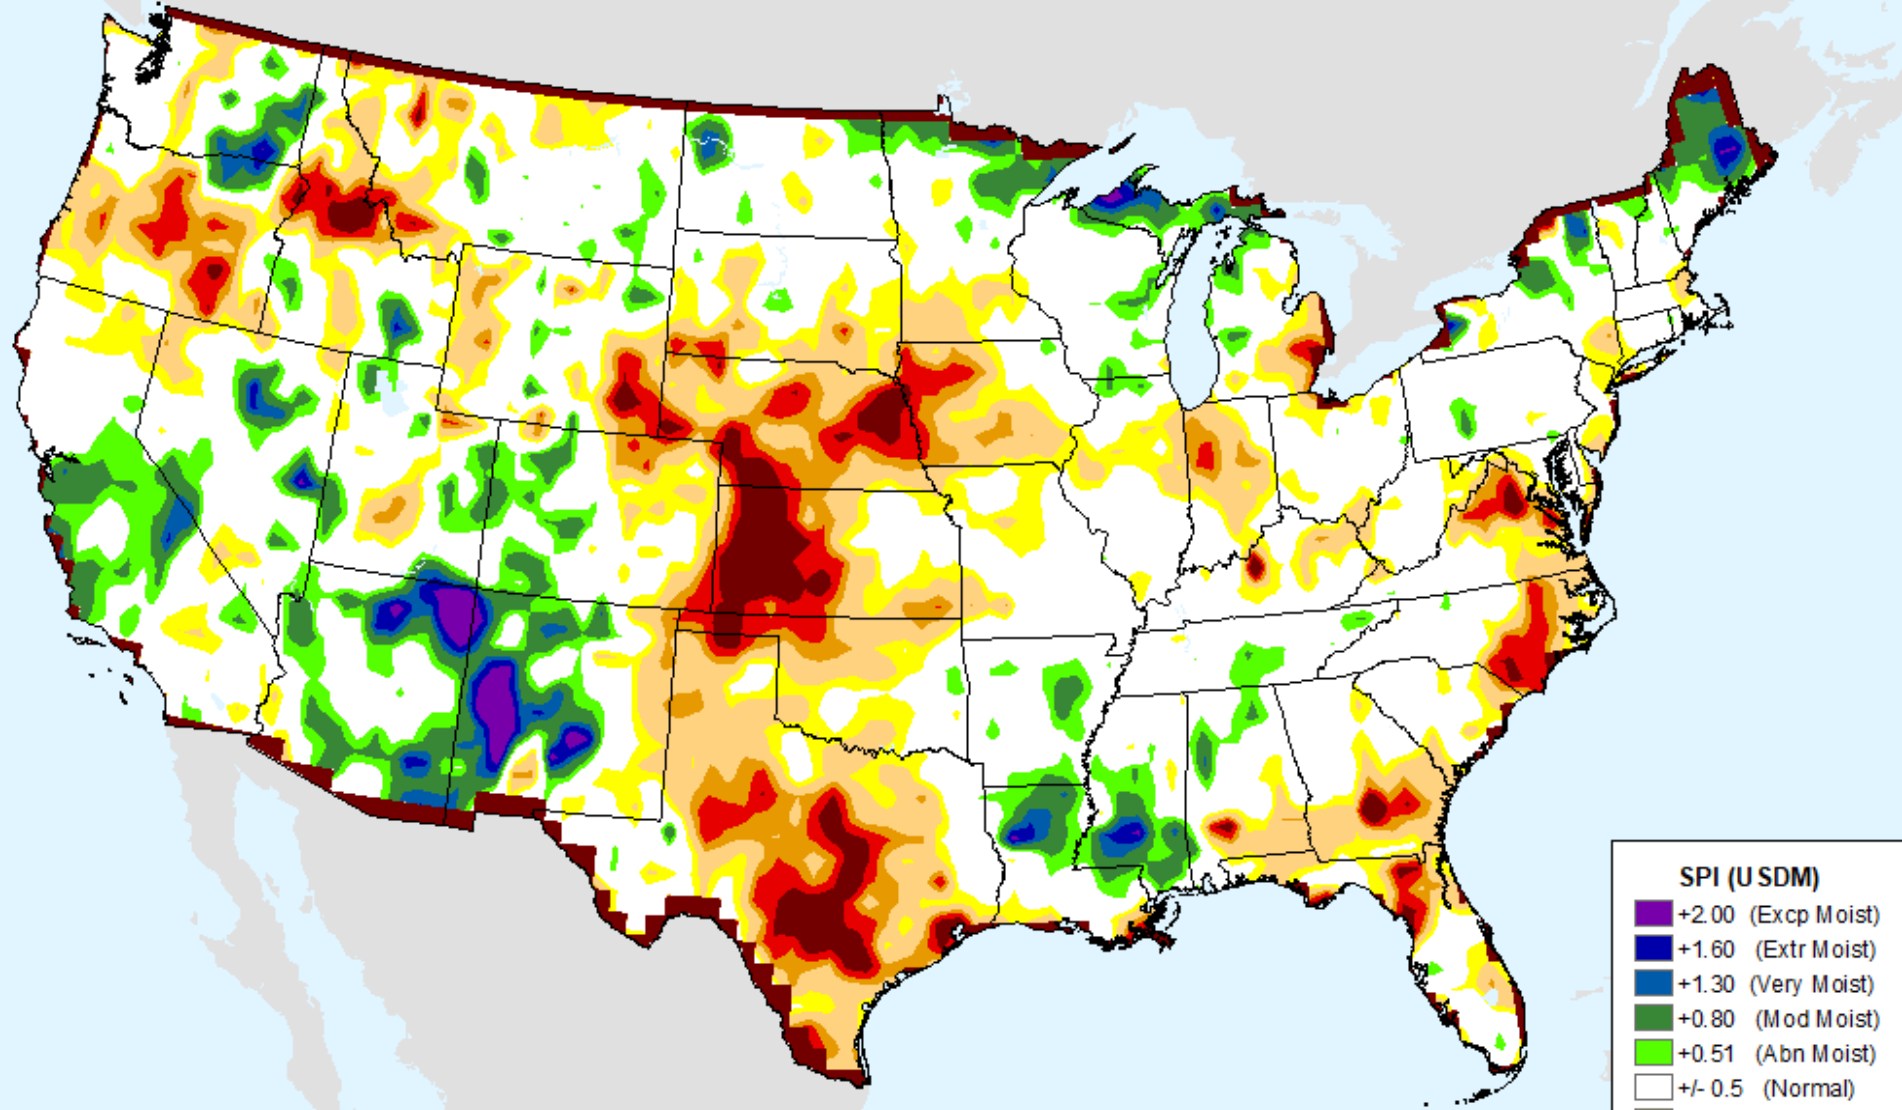 SPI (USDM)
+2.00 (Excp Moist)
+1.60 (Extr Moist)
+1.30 (Very Moist)
+0.80 (Mod Moist)
+0.51 (Abn Moist)
+/- 0.5 (Normal)